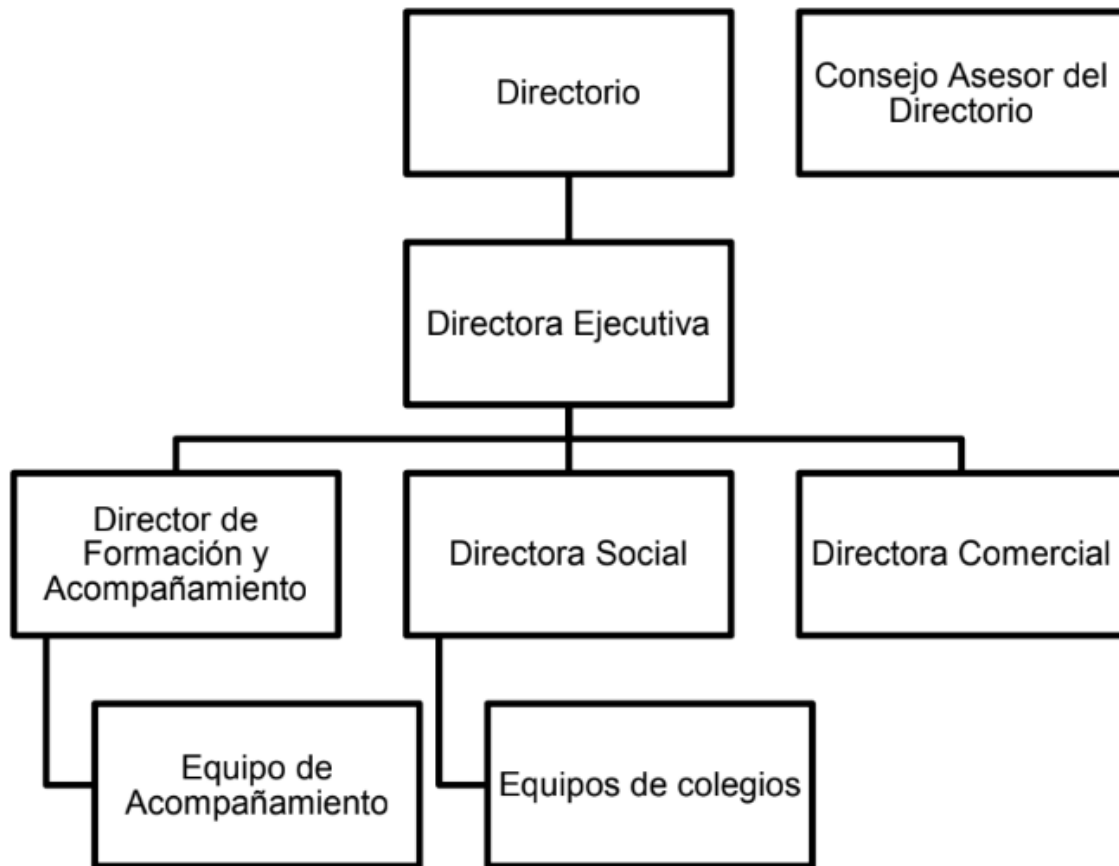 Directorio
Consejo Asesor del
Directorio
Directora Ejecutiva
Director de
Formación y
Acompañamiento
Directora Social
Directora Comercial
Equipo de
Acompañamiento
Equipos de colegios